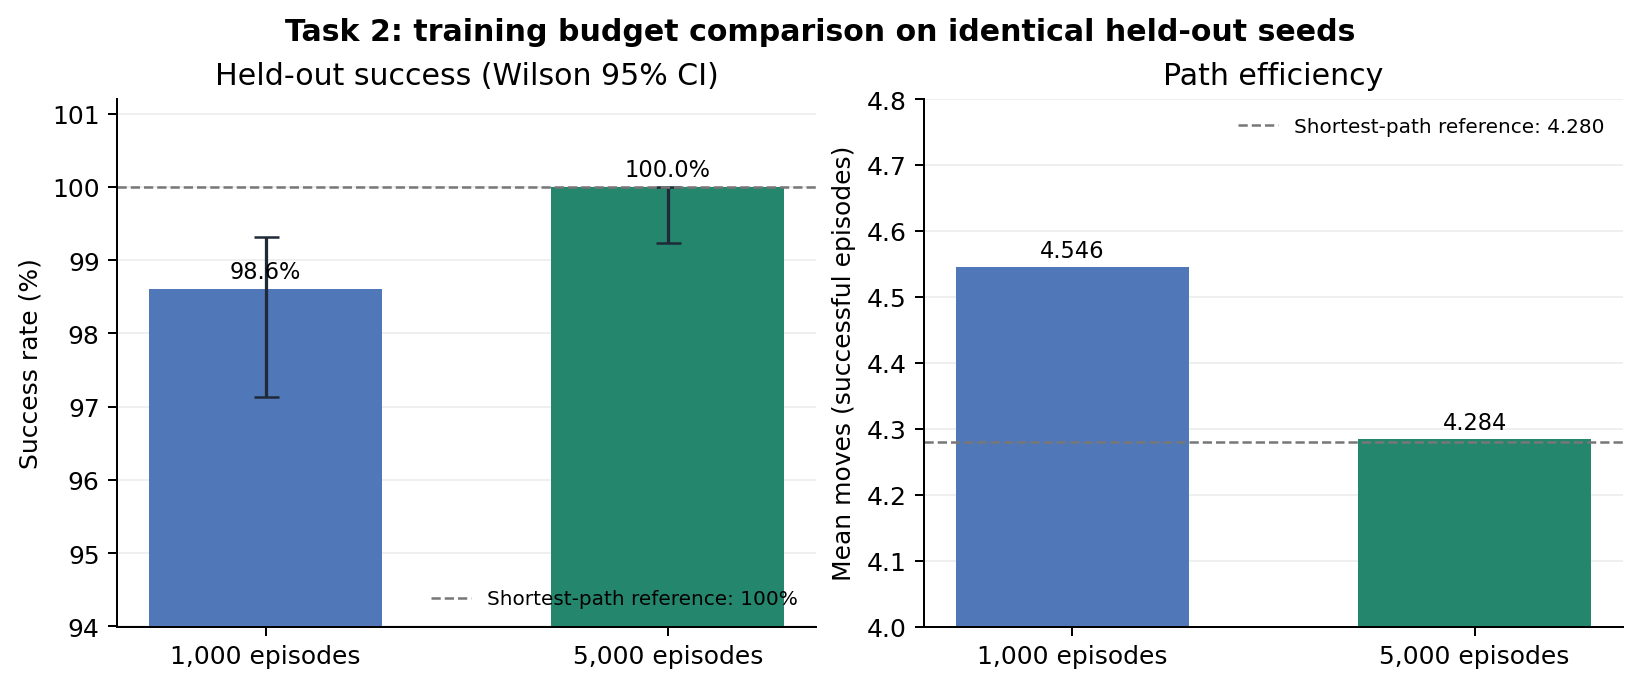 Task 2: training budget comparison on identical held-out seeds
Held-out success (Wilson 95% CI)
Success rate (%)
101
100
99
98
97
96
95
94
98.6%
100.0%
Shortest-path reference: 100%
1,000 episodes
5,000 episodes
Path efficiency
Mean moves (successful episodes)
4.8
4.7
4.6
4.5
4.4
4.3
4.2
4.1
4.0
Shortest-path reference: 4.280
4.546
4.284
1,000 episodes
5,000 episodes